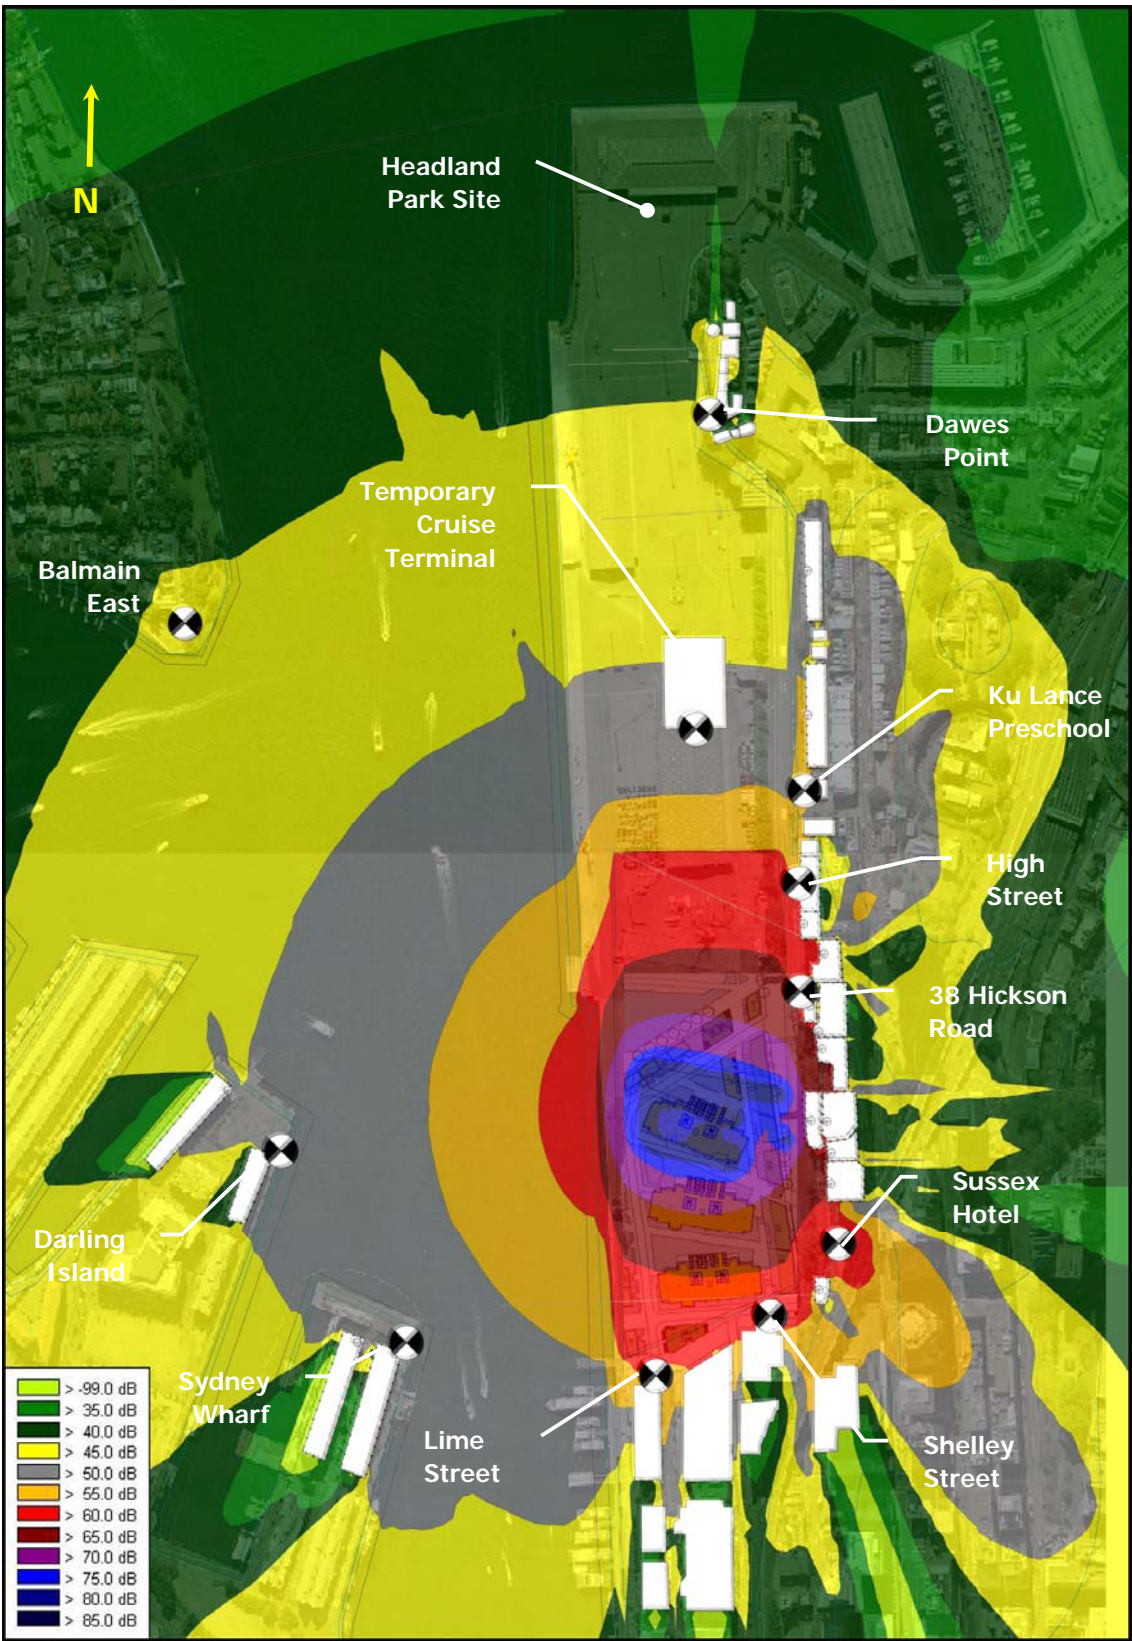 N
Headland
Park Site
Dawes
Point
Temporary
Cruise
Terminal
Balmain
East
Ku Lance
Preschool
High
Street
38 Hickson
Road
Sussex
Hotel
Darling
Island
Sydney
Wharf
Lime
Street
Shelley
Street
> -99.0 dB
> 35.0 dB
> 40.0 dB
> 45.0 dB
> 50.0 dB
> 55.0 dB
> 60.0 dB
> 65.0 dB
> 70.0 dB
> 75.0 dB
> 80.0 dB
> 85.0 dB